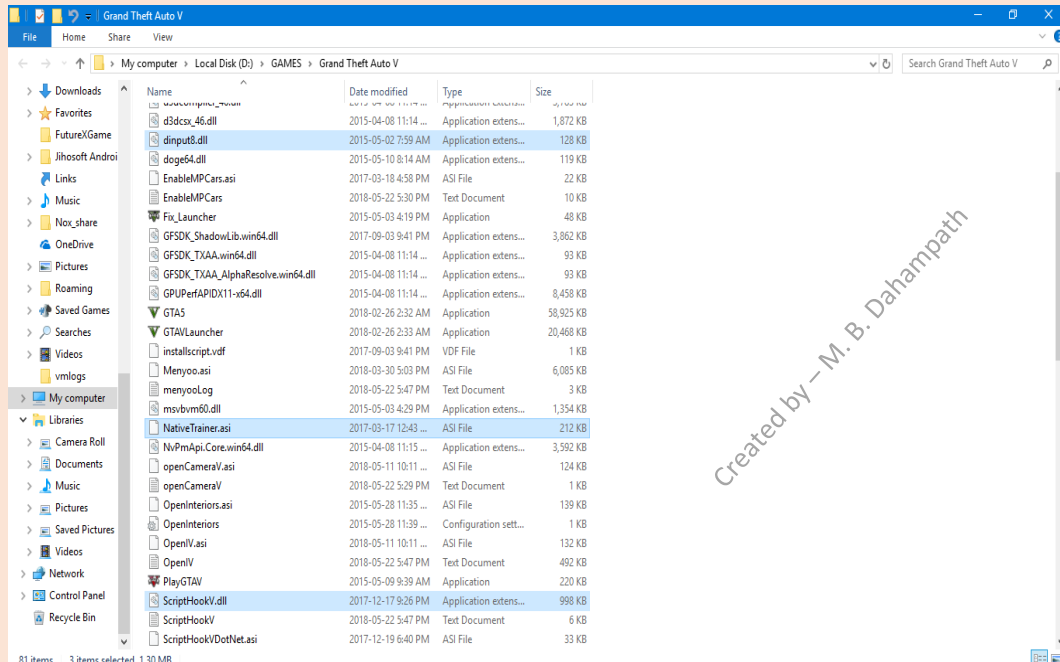 Grand Theft Auto V
File Home Share View
My computer > Local Disk (D:) > GAMES > Grand Theft Auto V
Search Grand Theft Auto V
Downloads
Favorites
FutureXGame
Jihosoft Androi
Links
Music
Nox_share
OneDrive
Pictures
Roaming
Saved Games
Searches
Videos
vmlogs
My computer
Libraries
Camera Roll
Documents
Music
Pictures
Saved Pictures
Videos
Network
Control Panel
Recycle Bin
Name Date modified Type Size
d3dcsx_46.dll 2015-04-08 11:14 ... Application extens... 1,872 KB
dinput8.dll 2015-05-02 7:59 AM Application extens... 128 KB
doge64.dll 2015-05-10 8:14 AM Application extens... 119 KB
EnableMPCars.asi 2017-03-18 4:58 PM ASI File 22 KB
EnableMPCars 2018-05-22 5:30 PM Text Document 10 KB
Fix_Launcher 2015-05-03 4:19 PM Application 48 KB
GFSDK_ShadowLib.win64.dll 2017-09-03 9:41 PM Application extens... 3,862 KB
GFSDK_TXAA.win64.dll 2015-04-08 11:14 ... Application extens... 93 KB
GFSDK_TXAA_AlphaResolve.win64.dll 2015-04-08 11:14 ... Application extens... 93 KB
GPUPerfAPIDX11-x64.dll 2015-04-08 11:14 ... Application extens... 8,458 KB
GTA5 2018-02-26 2:32 AM Application 58,925 KB
GTAVLauncher 2018-02-26 2:33 AM Application 20,468 KB
installscript.vdf 2017-09-03 9:41 PM VDF File 1 KB
Menyoo.asi 2018-03-30 5:03 PM ASI File 6,085 KB
menyooLog 2018-05-22 5:47 PM Text Document 3 KB
msvbvm60.dll 2015-05-03 4:29 PM Application extens... 1,354 KB
NativeTrainer.asi 2017-03-17 12:43 ... ASI File 212 KB
NvPmApi.Core.win64.dll 2015-04-08 11:15 ... Application extens... 3,592 KB
openCameraV.asi 2018-05-11 10:11 ... ASI File 124 KB
openCameraV 2018-05-22 5:29 PM Text Document 1 KB
OpenInteriors.asi 2015-05-28 11:35 ... ASI File 139 KB
OpenInteriors 2015-05-28 11:39 ... Configuration sett... 1 KB
OpenIV.asi 2018-05-11 10:11 ... ASI File 132 KB
OpenIV 2018-05-22 5:47 PM Text Document 492 KB
PlayGTAV 2015-05-09 9:39 AM Application 220 KB
ScriptHookV.dll 2017-12-17 9:26 PM Application extens... 998 KB
ScriptHookV 2018-05-22 5:47 PM Text Document 6 KB
ScriptHookVDotNet.asi 2017-12-19 6:40 PM ASI File 33 KB
Created by – M. B. Dahampath
81 items 3 items selected 1.30 MB